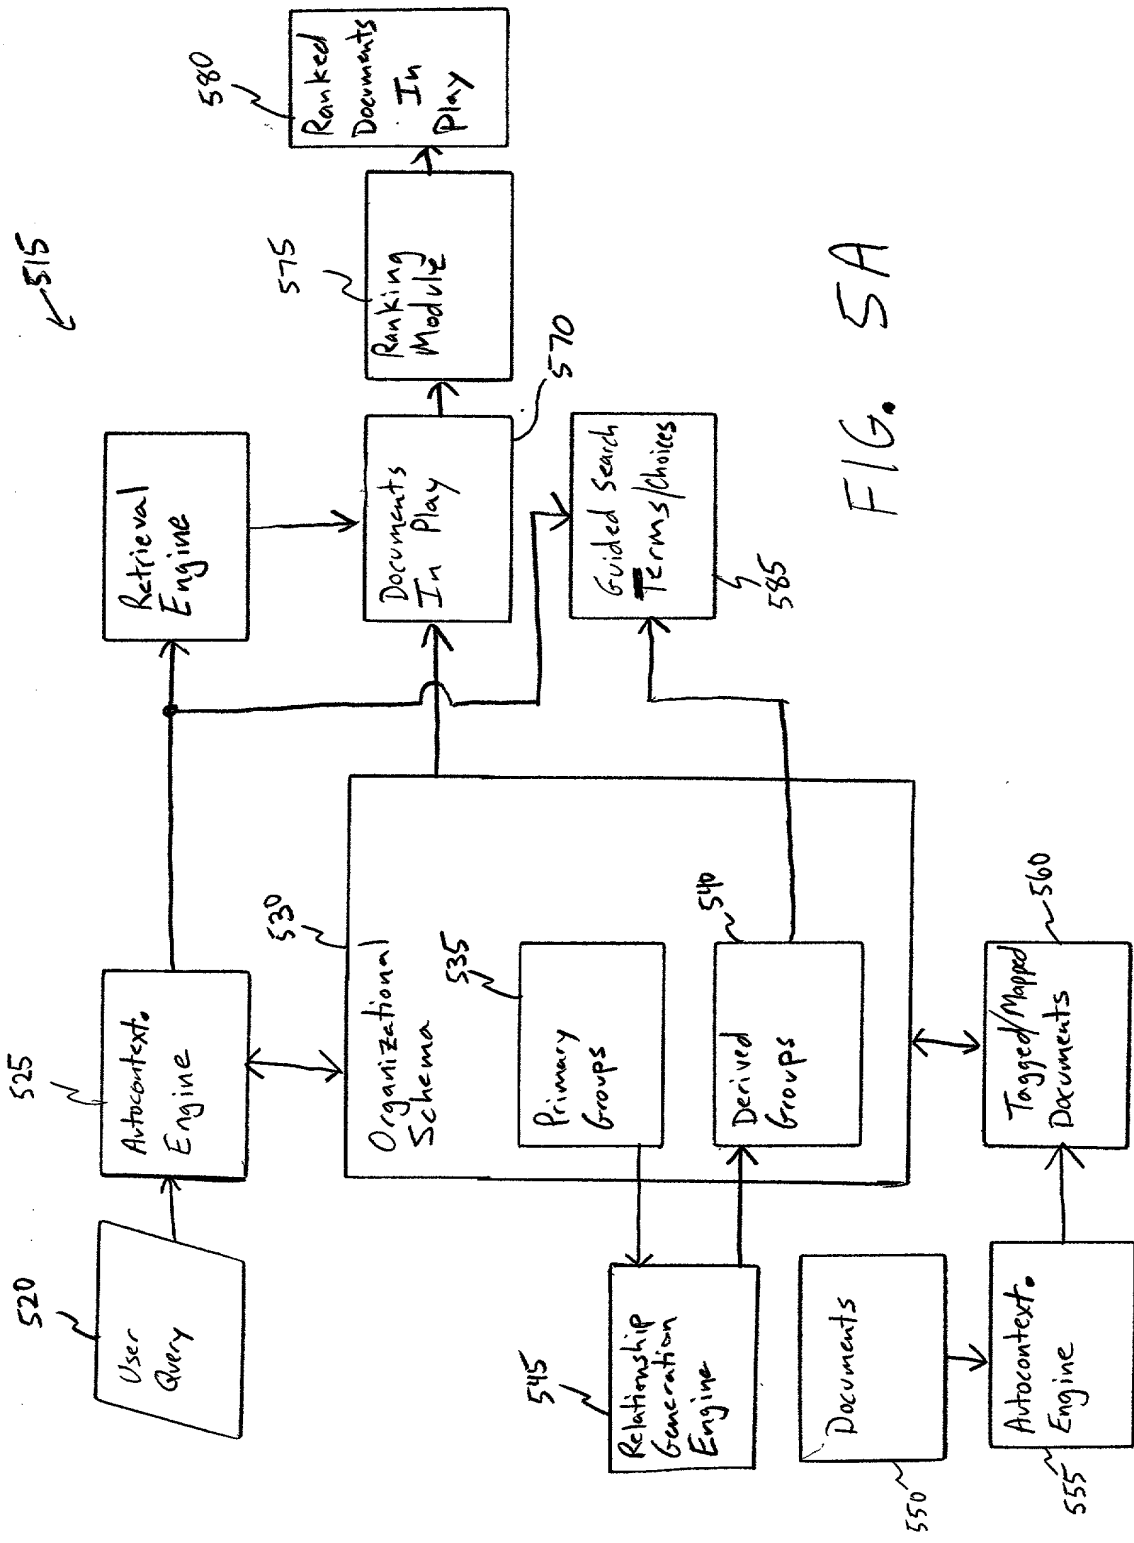 515
520
User
Query
525
Autocontext.
Engine
Retrieval
Engine
530
Organizational
Schema
535
Primary
Groups
540
Derived
Groups
545
Relationship
Generation
Engine
550
Documents
555
Autocontext.
Engine
560
Tagged/Mapped
Documents
570
Documents
In Play
575
Ranking
Module
580
Ranked
Documents
In
Play
585
Guided Search
Terms/Choices
FIG. 5A